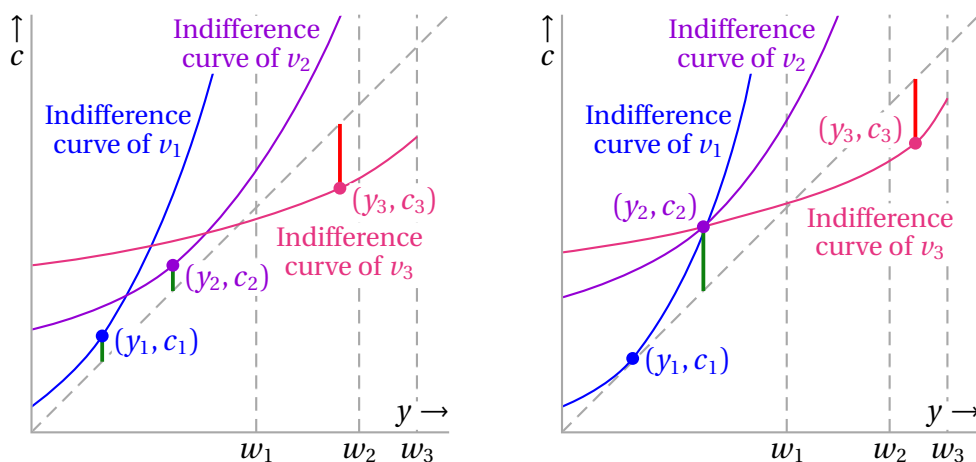 ↑
c
Indifference
curve of v₂
Indifference
curve of v₁
(y₃, c₃)
(y₂, c₂)
Indifference
curve of v₃
(y₁, c₁)
y →
w₁ w₂ w₃
↑
c
Indifference
curve of v₂
Indifference
curve of v₁
(y₃, c₃)
(y₂, c₂)
Indifference
curve of v₃
(y₁, c₁)
y →
w₁ w₂ w₃